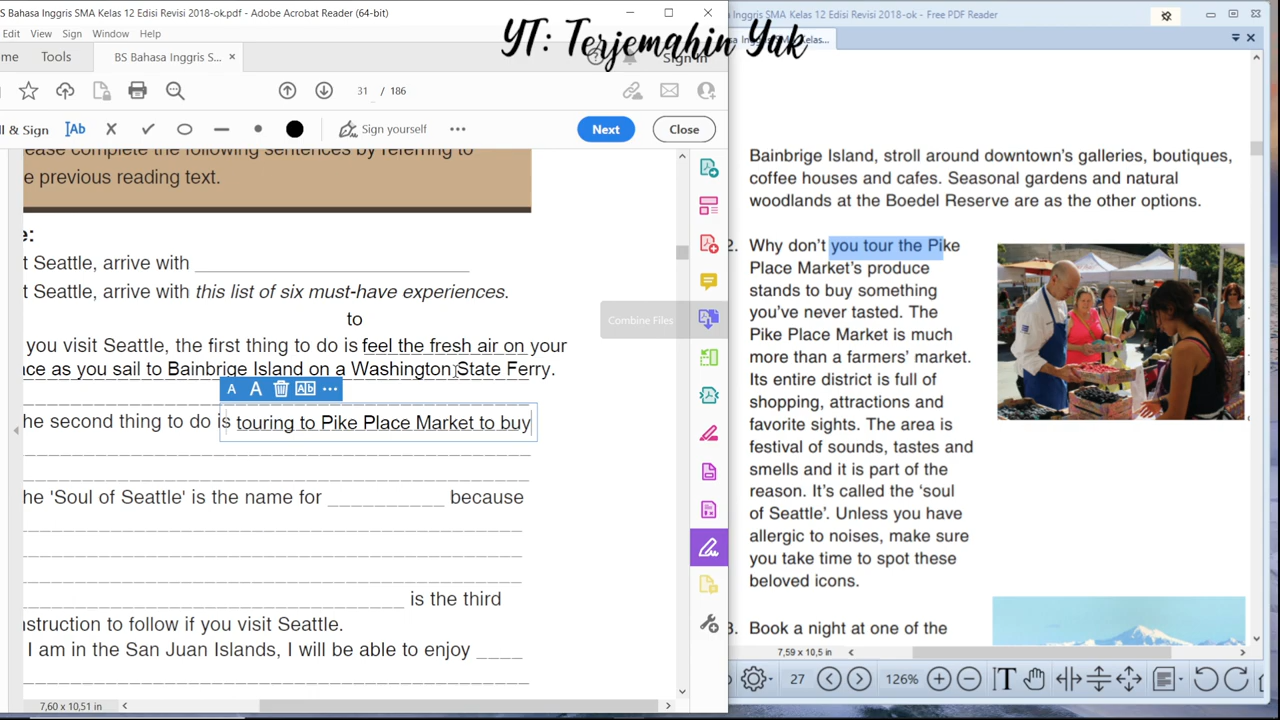 S Bahasa Inggris SMA Kelas 12 Edisi Revisi 2018-ok.pdf - Adobe Acrobat Reader (64-bit)
Edit View Sign Window Help
me Tools BS Bahasa Inggris S... × Sign In
31 / 186
ll & Sign Ab Sign yourself Next Close
ease complete the following sentences by referring to
e previous reading text.
e:
t Seattle, arrive with
t Seattle, arrive with this list of six must-have experiences.
to
you visit Seattle, the first thing to do is feel the fresh air on your
ce as you sail to Bainbrige Island on a Washington State Ferry.
A A Ab
he second thing to do is touring to Pike Place Market to buy
he 'Soul of Seattle' is the name for __________ because
is the third
nstruction to follow if you visit Seattle.
I am in the San Juan Islands, I will be able to enjoy ____
Combine Files
7,60 x 10,51 in
YT: Terjemahin Yuk
s Bahasa Inggris SMA Kelas 12 Edisi Revisi 2018-ok - Free PDF Reader
Bainbrige Island, stroll around downtown's galleries, boutiques,
coffee houses and cafes. Seasonal gardens and natural
woodlands at the Boedel Reserve are as the other options.
2. Why don't you tour the Pike
Place Market's produce
stands to buy something
you've never tasted. The
Pike Place Market is much
more than a farmers' market.
Its entire district is full of
shopping, attractions and
favorite sights. The area is
festival of sounds, tastes and
smells and it is part of the
reason. It's called the 'soul
of Seattle'. Unless you have
allergic to noises, make sure
you take time to spot these
beloved icons.
3. Book a night at one of the
7,59 x 10,5 in
27 126%